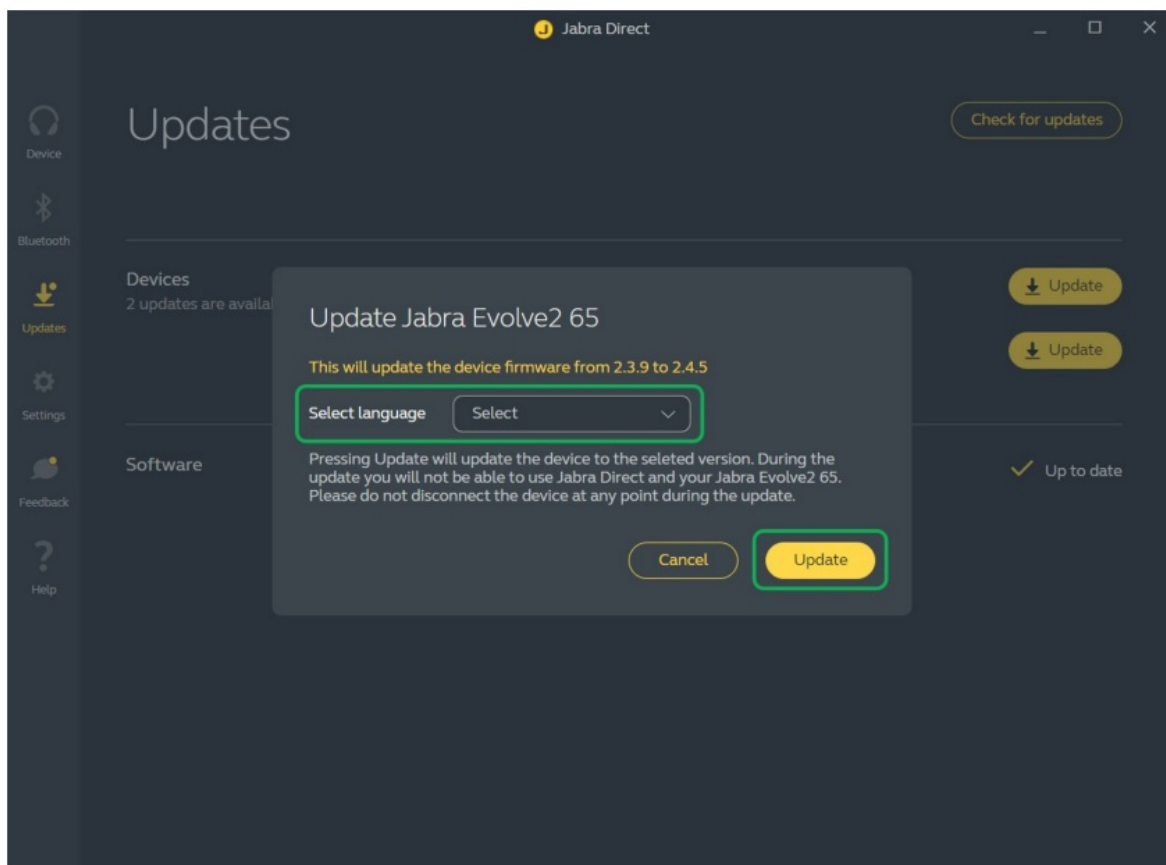 Jabra Direct
Updates
Check for updates
Device
Bluetooth
Updates
Settings
Feedback
Help
Devices
2 updates are availa
Update
Update
Software
Up to date
Update Jabra Evolve2 65
This will update the device firmware from 2.3.9 to 2.4.5
Select language Select
Pressing Update will update the device to the seleted version. During the
update you will not be able to use Jabra Direct and your Jabra Evolve2 65.
Please do not disconnect the device at any point during the update.
Cancel Update